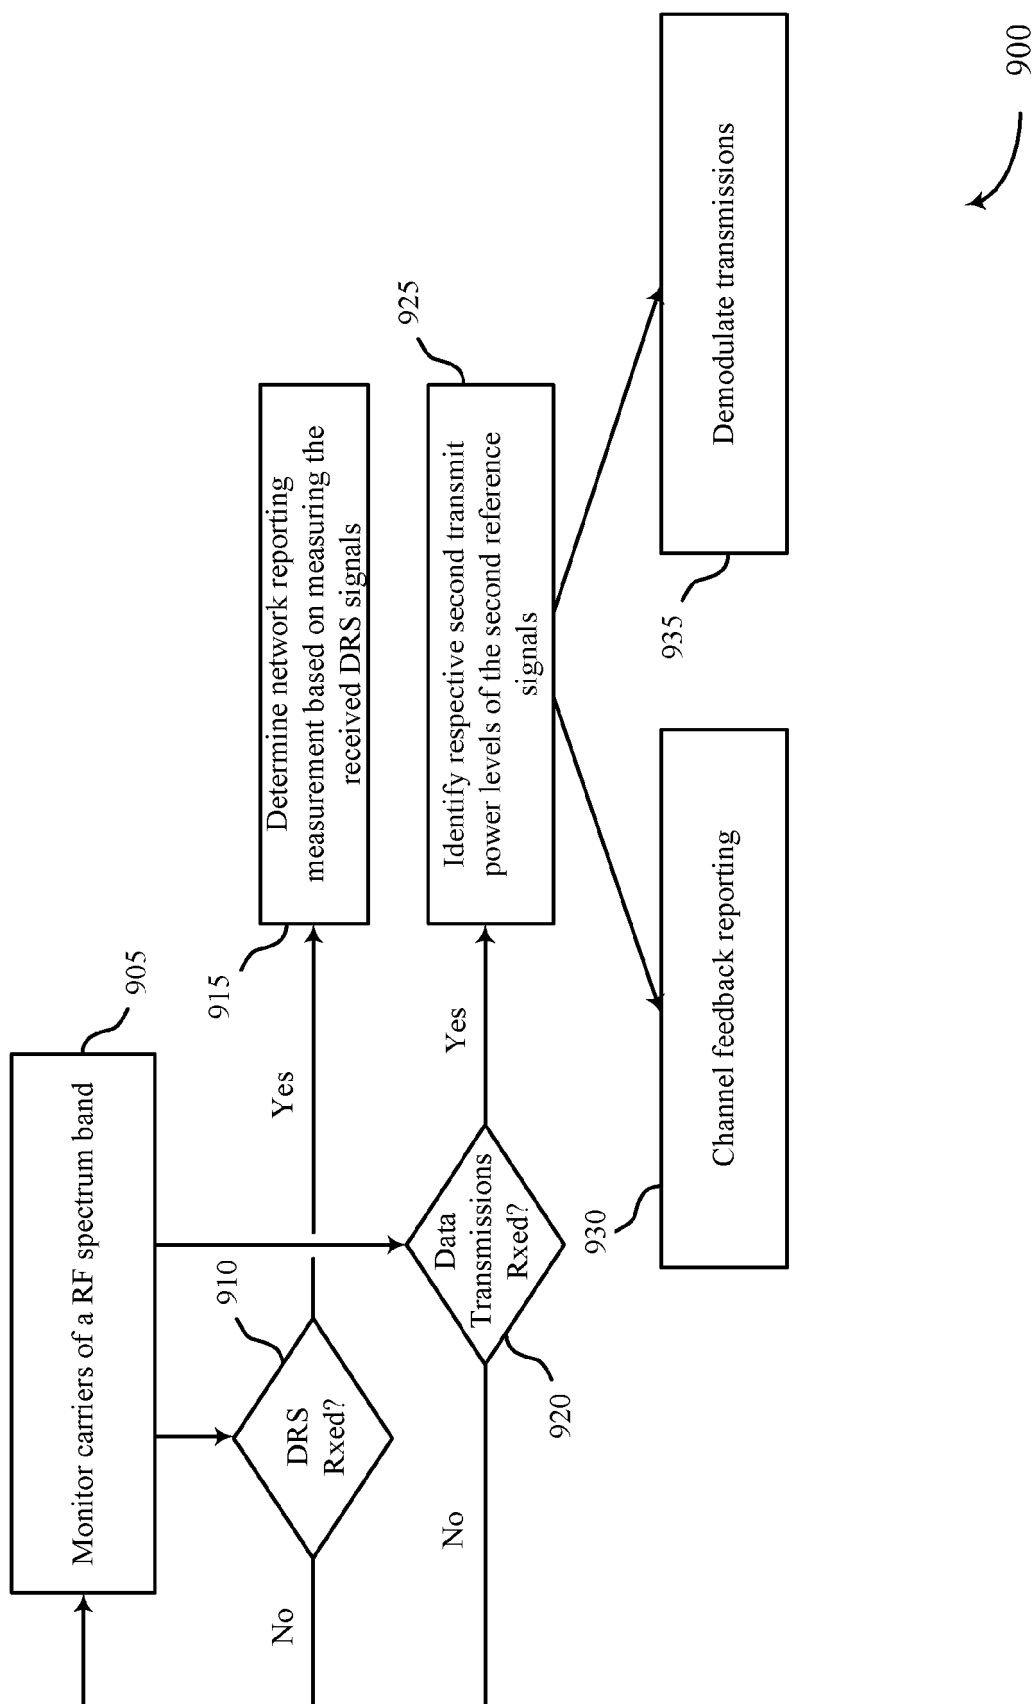 Monitor carriers of a RF spectrum band
905
No
DRS
Rxed?
910
Yes
Determine network reporting
measurement based on measuring the
received DRS signals
915
No
Data
Transmissions
Rxed?
920
Yes
Identify respective second transmit
power levels of the second reference
signals
925
Channel feedback reporting
930
Demodulate transmissions
935
900